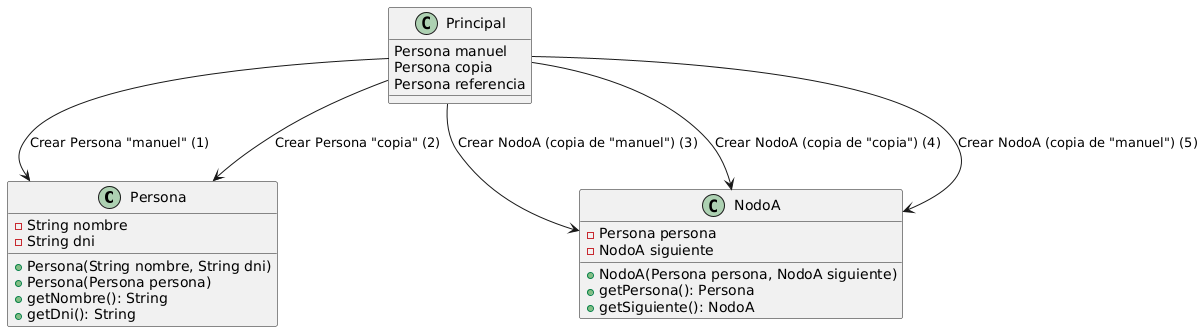 C Principal
Persona manuel
Persona copia
Persona referencia
Crear Persona "manuel" (1)
Crear Persona "copia" (2)
Crear NodoA (copia de "manuel") (3)
Crear NodoA (copia de "copia") (4)
Crear NodoA (copia de "manuel") (5)
C Persona
String nombre
String dni
Persona(String nombre, String dni)
Persona(Persona persona)
getNombre(): String
getDni(): String
C NodoA
Persona persona
NodoA siguiente
NodoA(Persona persona, NodoA siguiente)
getPersona(): Persona
getSiguiente(): NodoA